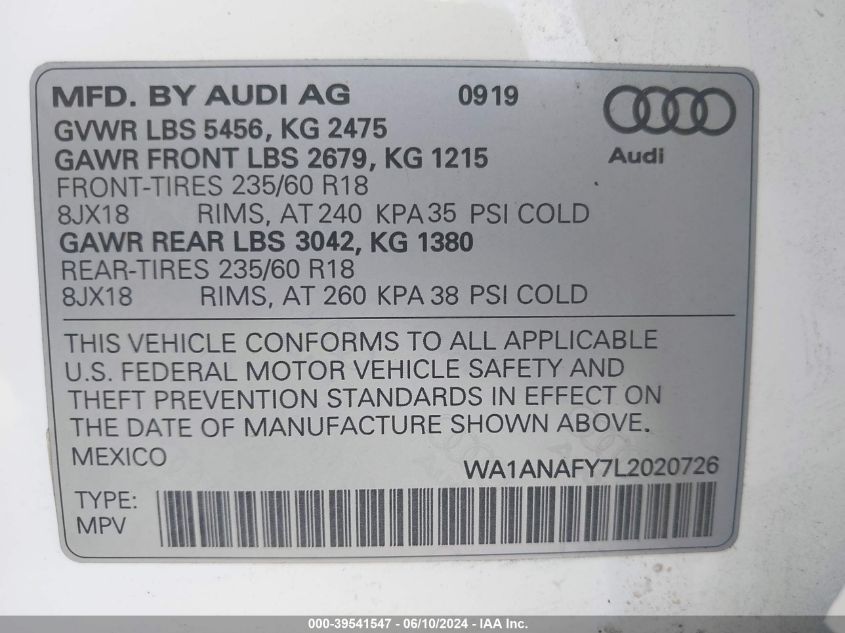 MFD. BY AUDI AG 0919
GVWR LBS 5456, KG 2475
GAWR FRONT LBS 2679, KG 1215
Audi
FRONT-TIRES 235/60 R18
8JX18 RIMS, AT 240 KPA 35 PSI COLD
GAWR REAR LBS 3042, KG 1380
REAR-TIRES 235/60 R18
8JX18 RIMS, AT 260 KPA 38 PSI COLD
THIS VEHICLE CONFORMS TO ALL APPLICABLE
U.S. FEDERAL MOTOR VEHICLE SAFETY AND
THEFT PREVENTION STANDARDS IN EFFECT ON
THE DATE OF MANUFACTURE SHOWN ABOVE.
MEXICO
WA1ANAFY7L2020726
TYPE:
MPV
000-39541547 - 06/10/2024 - IAA Inc.